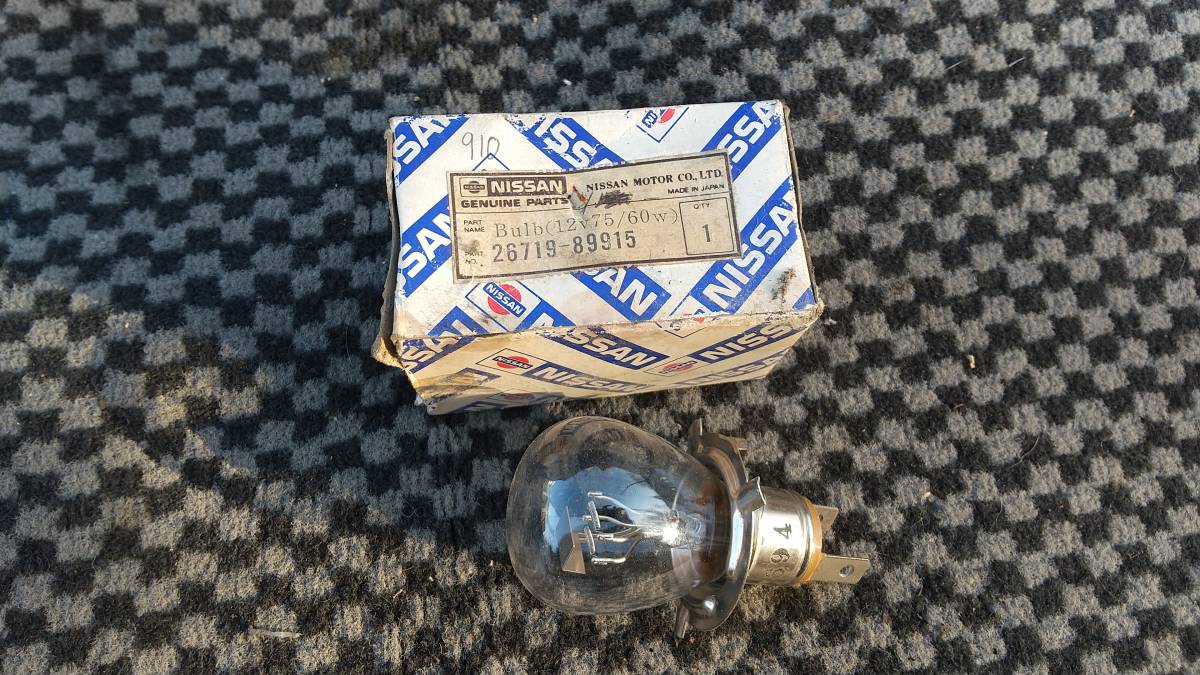 910
NISSAN
GENUINE PARTS
NISSAN MOTOR CO., LTD.
MADE IN JAPAN
PART NAME Bulb(12v75/60w)
PART NO. 26719-89915
QTY
1
NISSAN
NISSAN
NISSAN
NISSAN
4